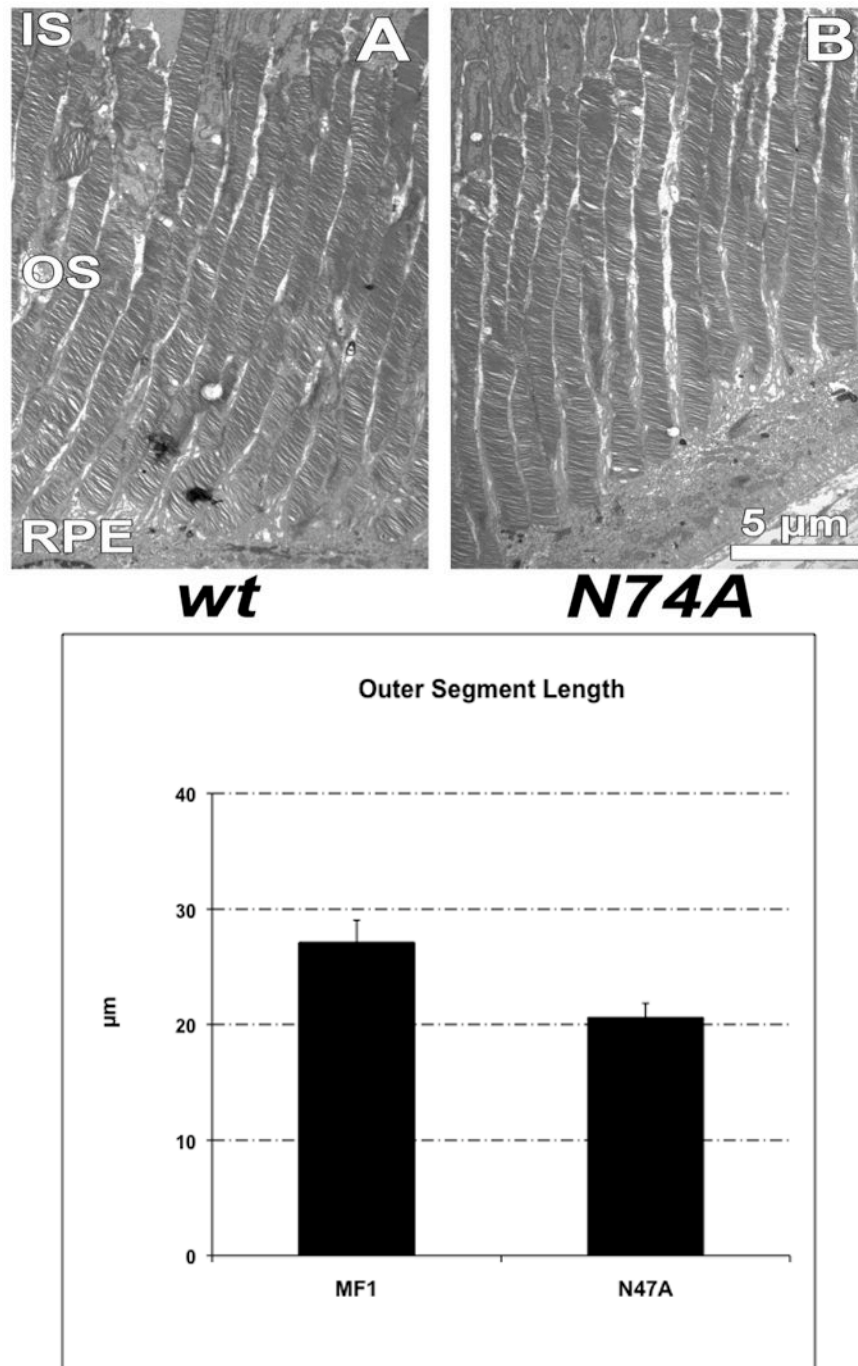 IS
A
B
OS
RPE
5 µm
wt
N74A
Outer Segment Length
40
30
µm
20
10
0
MF1
N47A